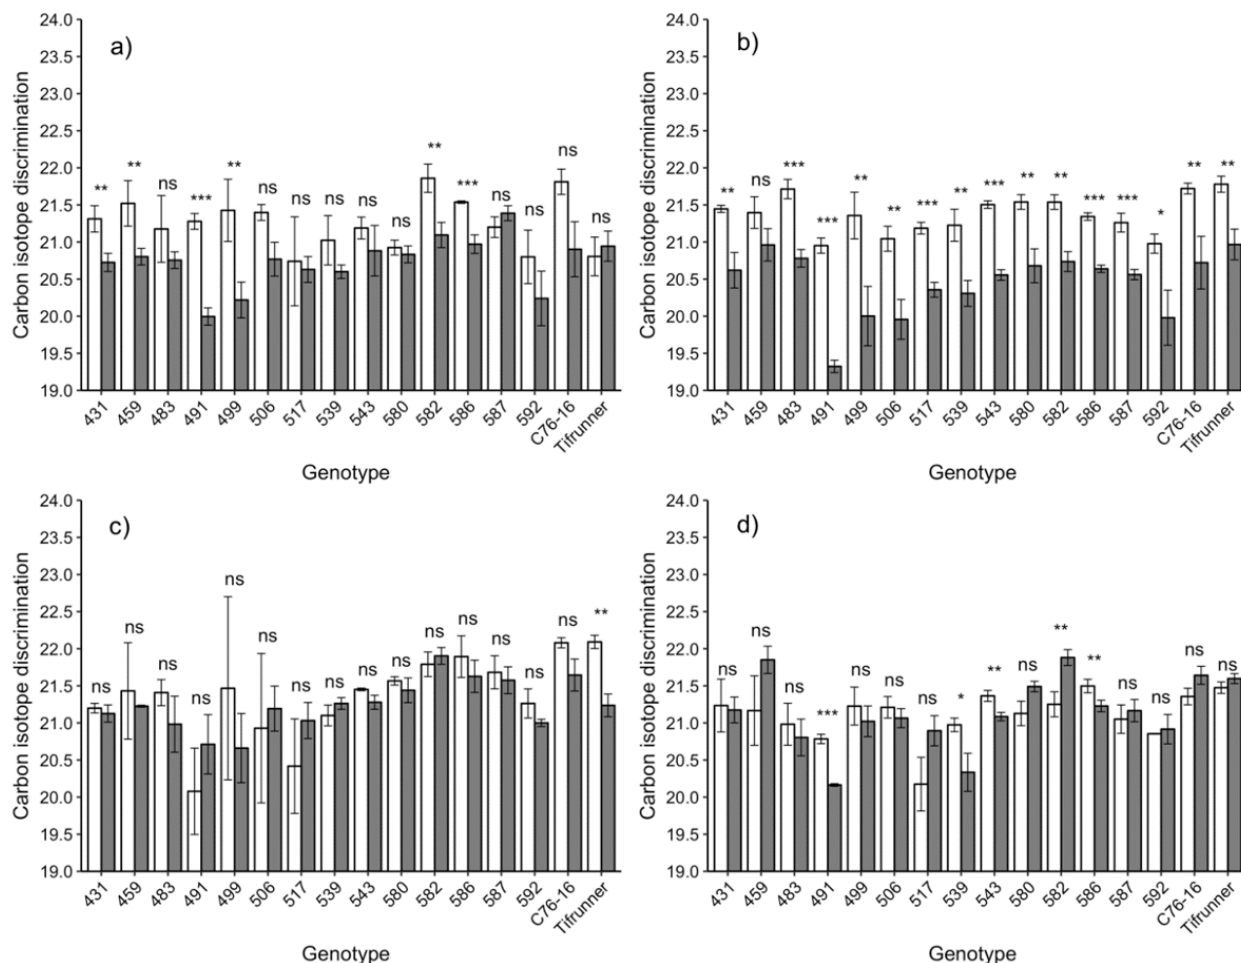 a)
Carbon isotope discrimination
24.0
23.5
23.0
22.5
22.0
21.5
21.0
20.5
20.0
19.5
19.0
** ** ns *** ** ns ns ns ns ns ** *** ns ns ns ns
431 459 483 491 499 506 517 539 543 580 582 586 587 592 C76-16 Tifrunner
Genotype
b)
Carbon isotope discrimination
24.0
23.5
23.0
22.5
22.0
21.5
21.0
20.5
20.0
19.5
19.0
** ns *** *** ** ** *** ** *** ** ** *** *** * ** **
431 459 483 491 499 506 517 539 543 580 582 586 587 592 C76-16 Tifrunner
Genotype
c)
Carbon isotope discrimination
24.0
23.5
23.0
22.5
22.0
21.5
21.0
20.5
20.0
19.5
19.0
ns ns ns ns ns ns ns ns ns ns ns ns ns ns ns **
431 459 483 491 499 506 517 539 543 580 582 586 587 592 C76-16 Tifrunner
Genotype
d)
Carbon isotope discrimination
24.0
23.5
23.0
22.5
22.0
21.5
21.0
20.5
20.0
19.5
19.0
ns ns ns *** ns ns ns * ** ns ** ** ns ns ns ns
431 459 483 491 499 506 517 539 543 580 582 586 587 592 C76-16 Tifrunner
Genotype